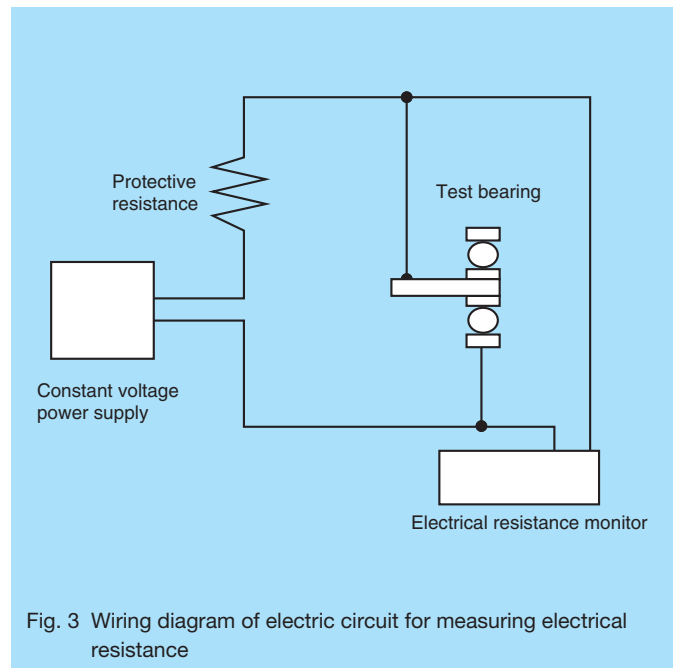 Protective
resistance
Test bearing
Constant voltage
power supply
Electrical resistance monitor
Fig. 3 Wiring diagram of electric circuit for measuring electrical
resistance